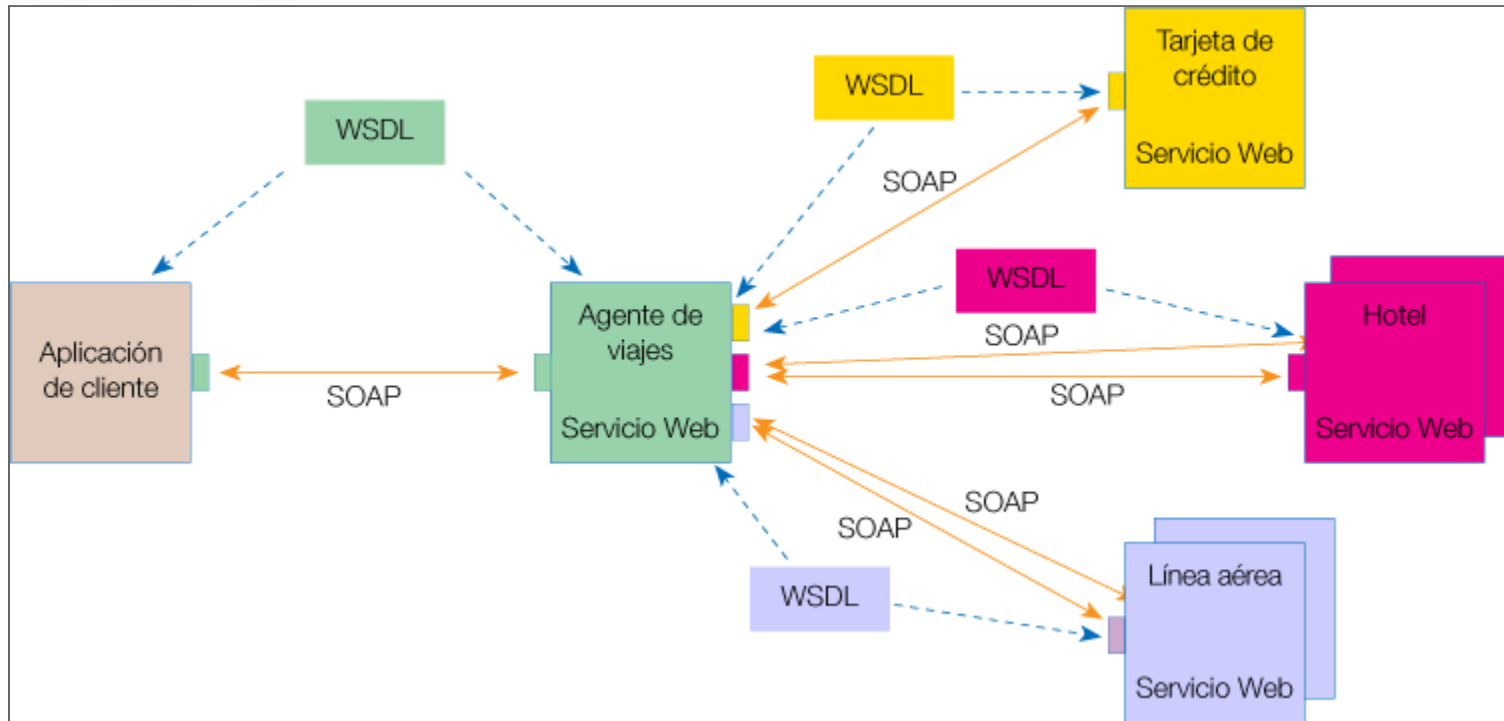 Tarjeta de
crédito
Servicio Web
WSDL
SOAP
WSDL
WSDL
Hotel
Servicio Web
SOAP
SOAP
Agente de
viajes
Servicio Web
Aplicación
de cliente
SOAP
SOAP
SOAP
WSDL
Línea aérea
Servicio Web